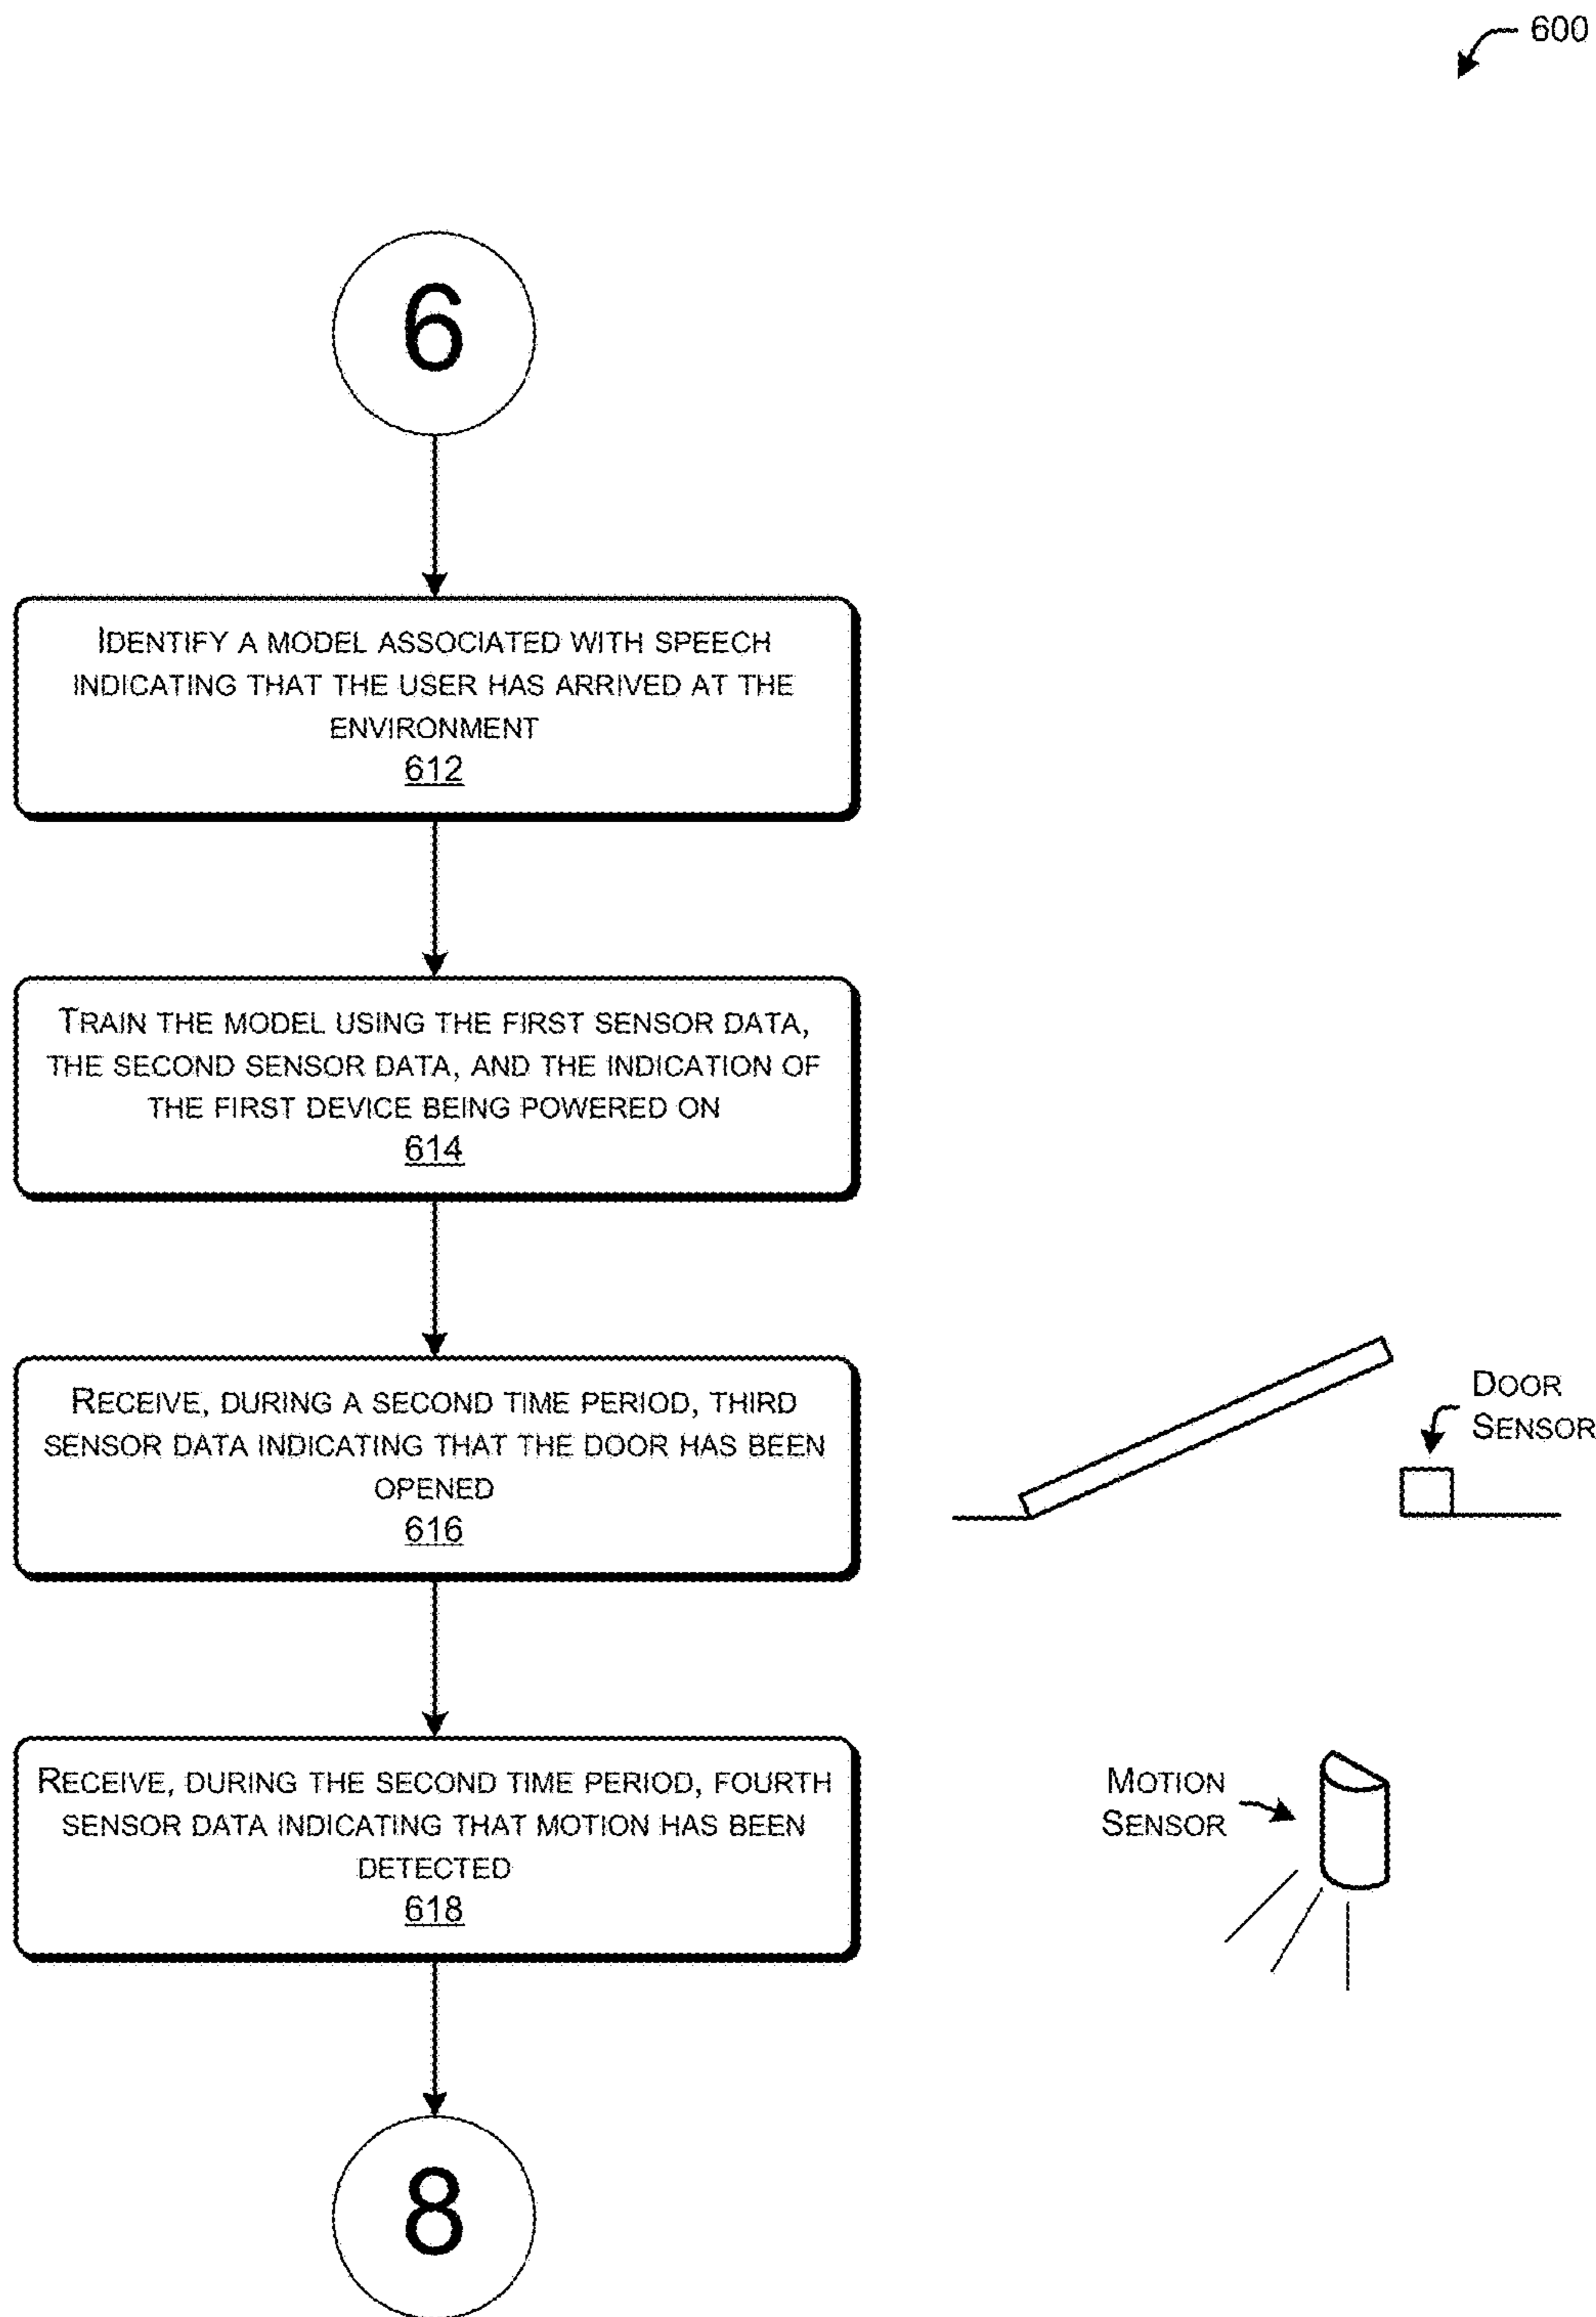 600
6
IDENTIFY A MODEL ASSOCIATED WITH SPEECH
INDICATING THAT THE USER HAS ARRIVED AT THE
ENVIRONMENT
612
TRAIN THE MODEL USING THE FIRST SENSOR DATA,
THE SECOND SENSOR DATA, AND THE INDICATION OF
THE FIRST DEVICE BEING POWERED ON
614
RECEIVE, DURING A SECOND TIME PERIOD, THIRD
SENSOR DATA INDICATING THAT THE DOOR HAS BEEN
OPENED
616
DOOR
SENSOR
RECEIVE, DURING THE SECOND TIME PERIOD, FOURTH
SENSOR DATA INDICATING THAT MOTION HAS BEEN
DETECTED
618
MOTION
SENSOR
8